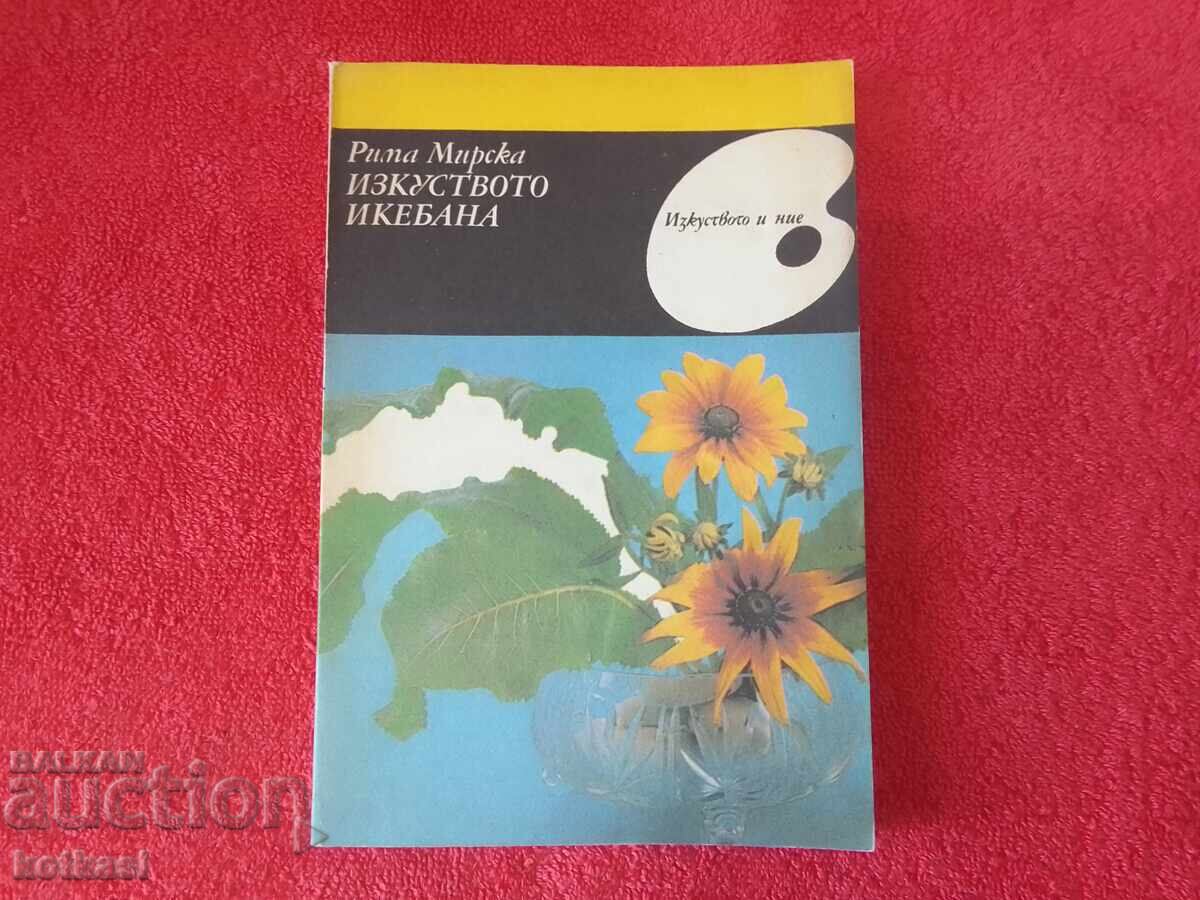 Рима Мирска
ИЗКУСТВОТО
ИКЕБАНА
Изкуството и ние
BALKAN
auction
kotkasl